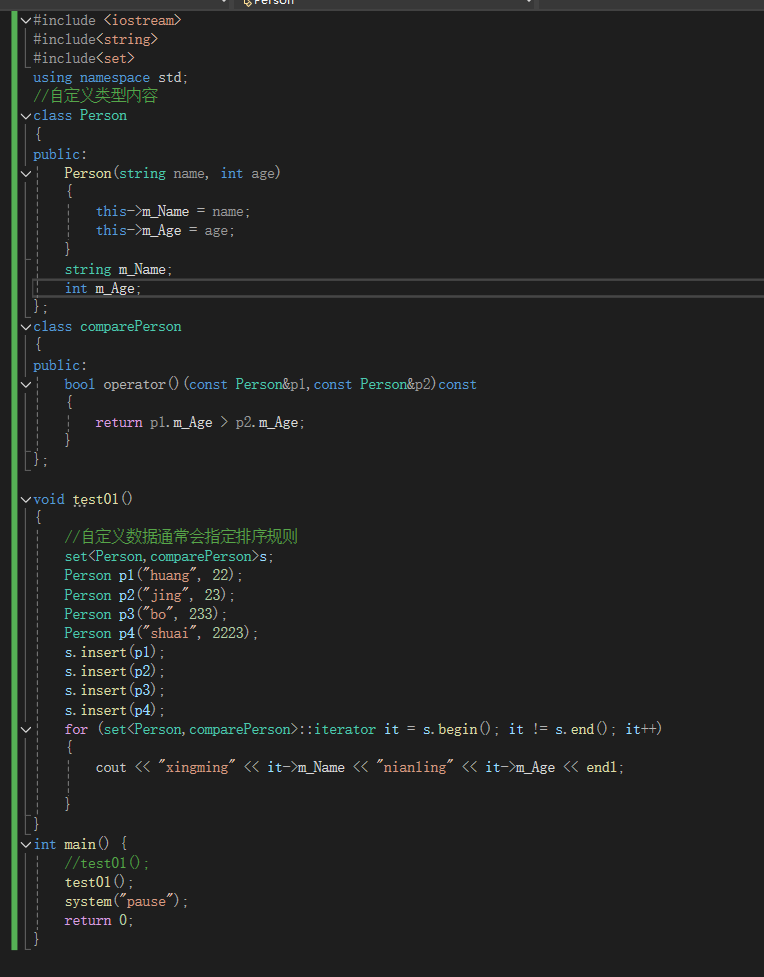 Person
#include <iostream>
#include<string>
#include<set>
using namespace std;
//自定义类型内容
class Person
{
public:
    Person(string name, int age)
    {
        this->m_Name = name;
        this->m_Age = age;
    }
    string m_Name;
    int m_Age;
};
class comparePerson
{
public:
    bool operator()(const Person&p1,const Person&p2)const
    {
        return p1.m_Age > p2.m_Age;
    }
};

void test01()
{
    //自定义数据通常会指定排序规则
    set<Person,comparePerson>s;
    Person p1("huang", 22);
    Person p2("jing", 23);
    Person p3("bo", 233);
    Person p4("shuai", 2223);
    s.insert(p1);
    s.insert(p2);
    s.insert(p3);
    s.insert(p4);
    for (set<Person,comparePerson>::iterator it = s.begin(); it != s.end(); it++)
    {
        cout << "xingming" << it->m_Name << "nianling" << it->m_Age << endl;

    }
}
int main() {
    //test01();
    test01();
    system("pause");
    return 0;
}